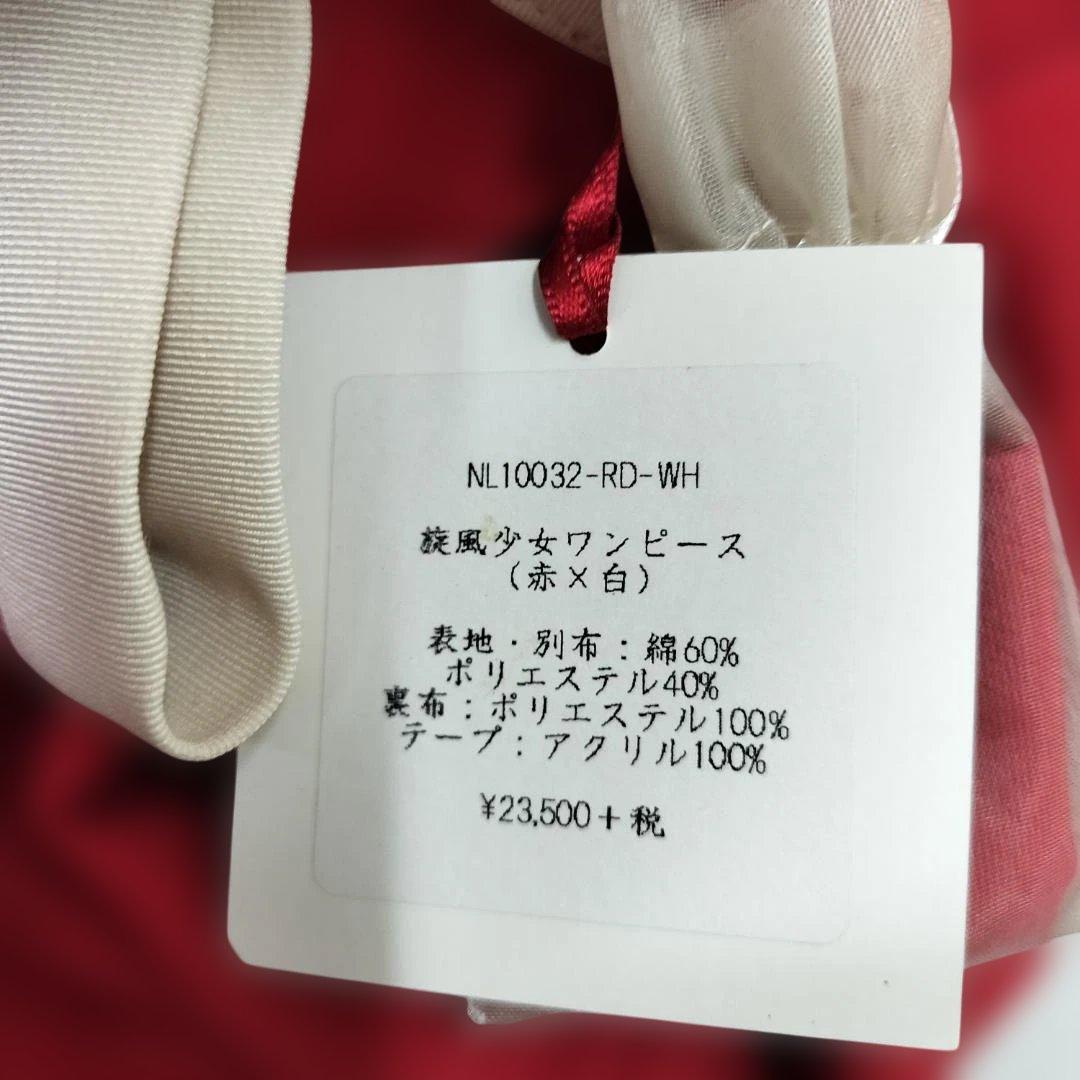 NL10032-RD-WH
旋風少女ワンピース
（赤×白）
表地・別布：綿60%
ポリエステル40%
裏布：ポリエステル100%
テープ：アクリル100%
¥23,500+税